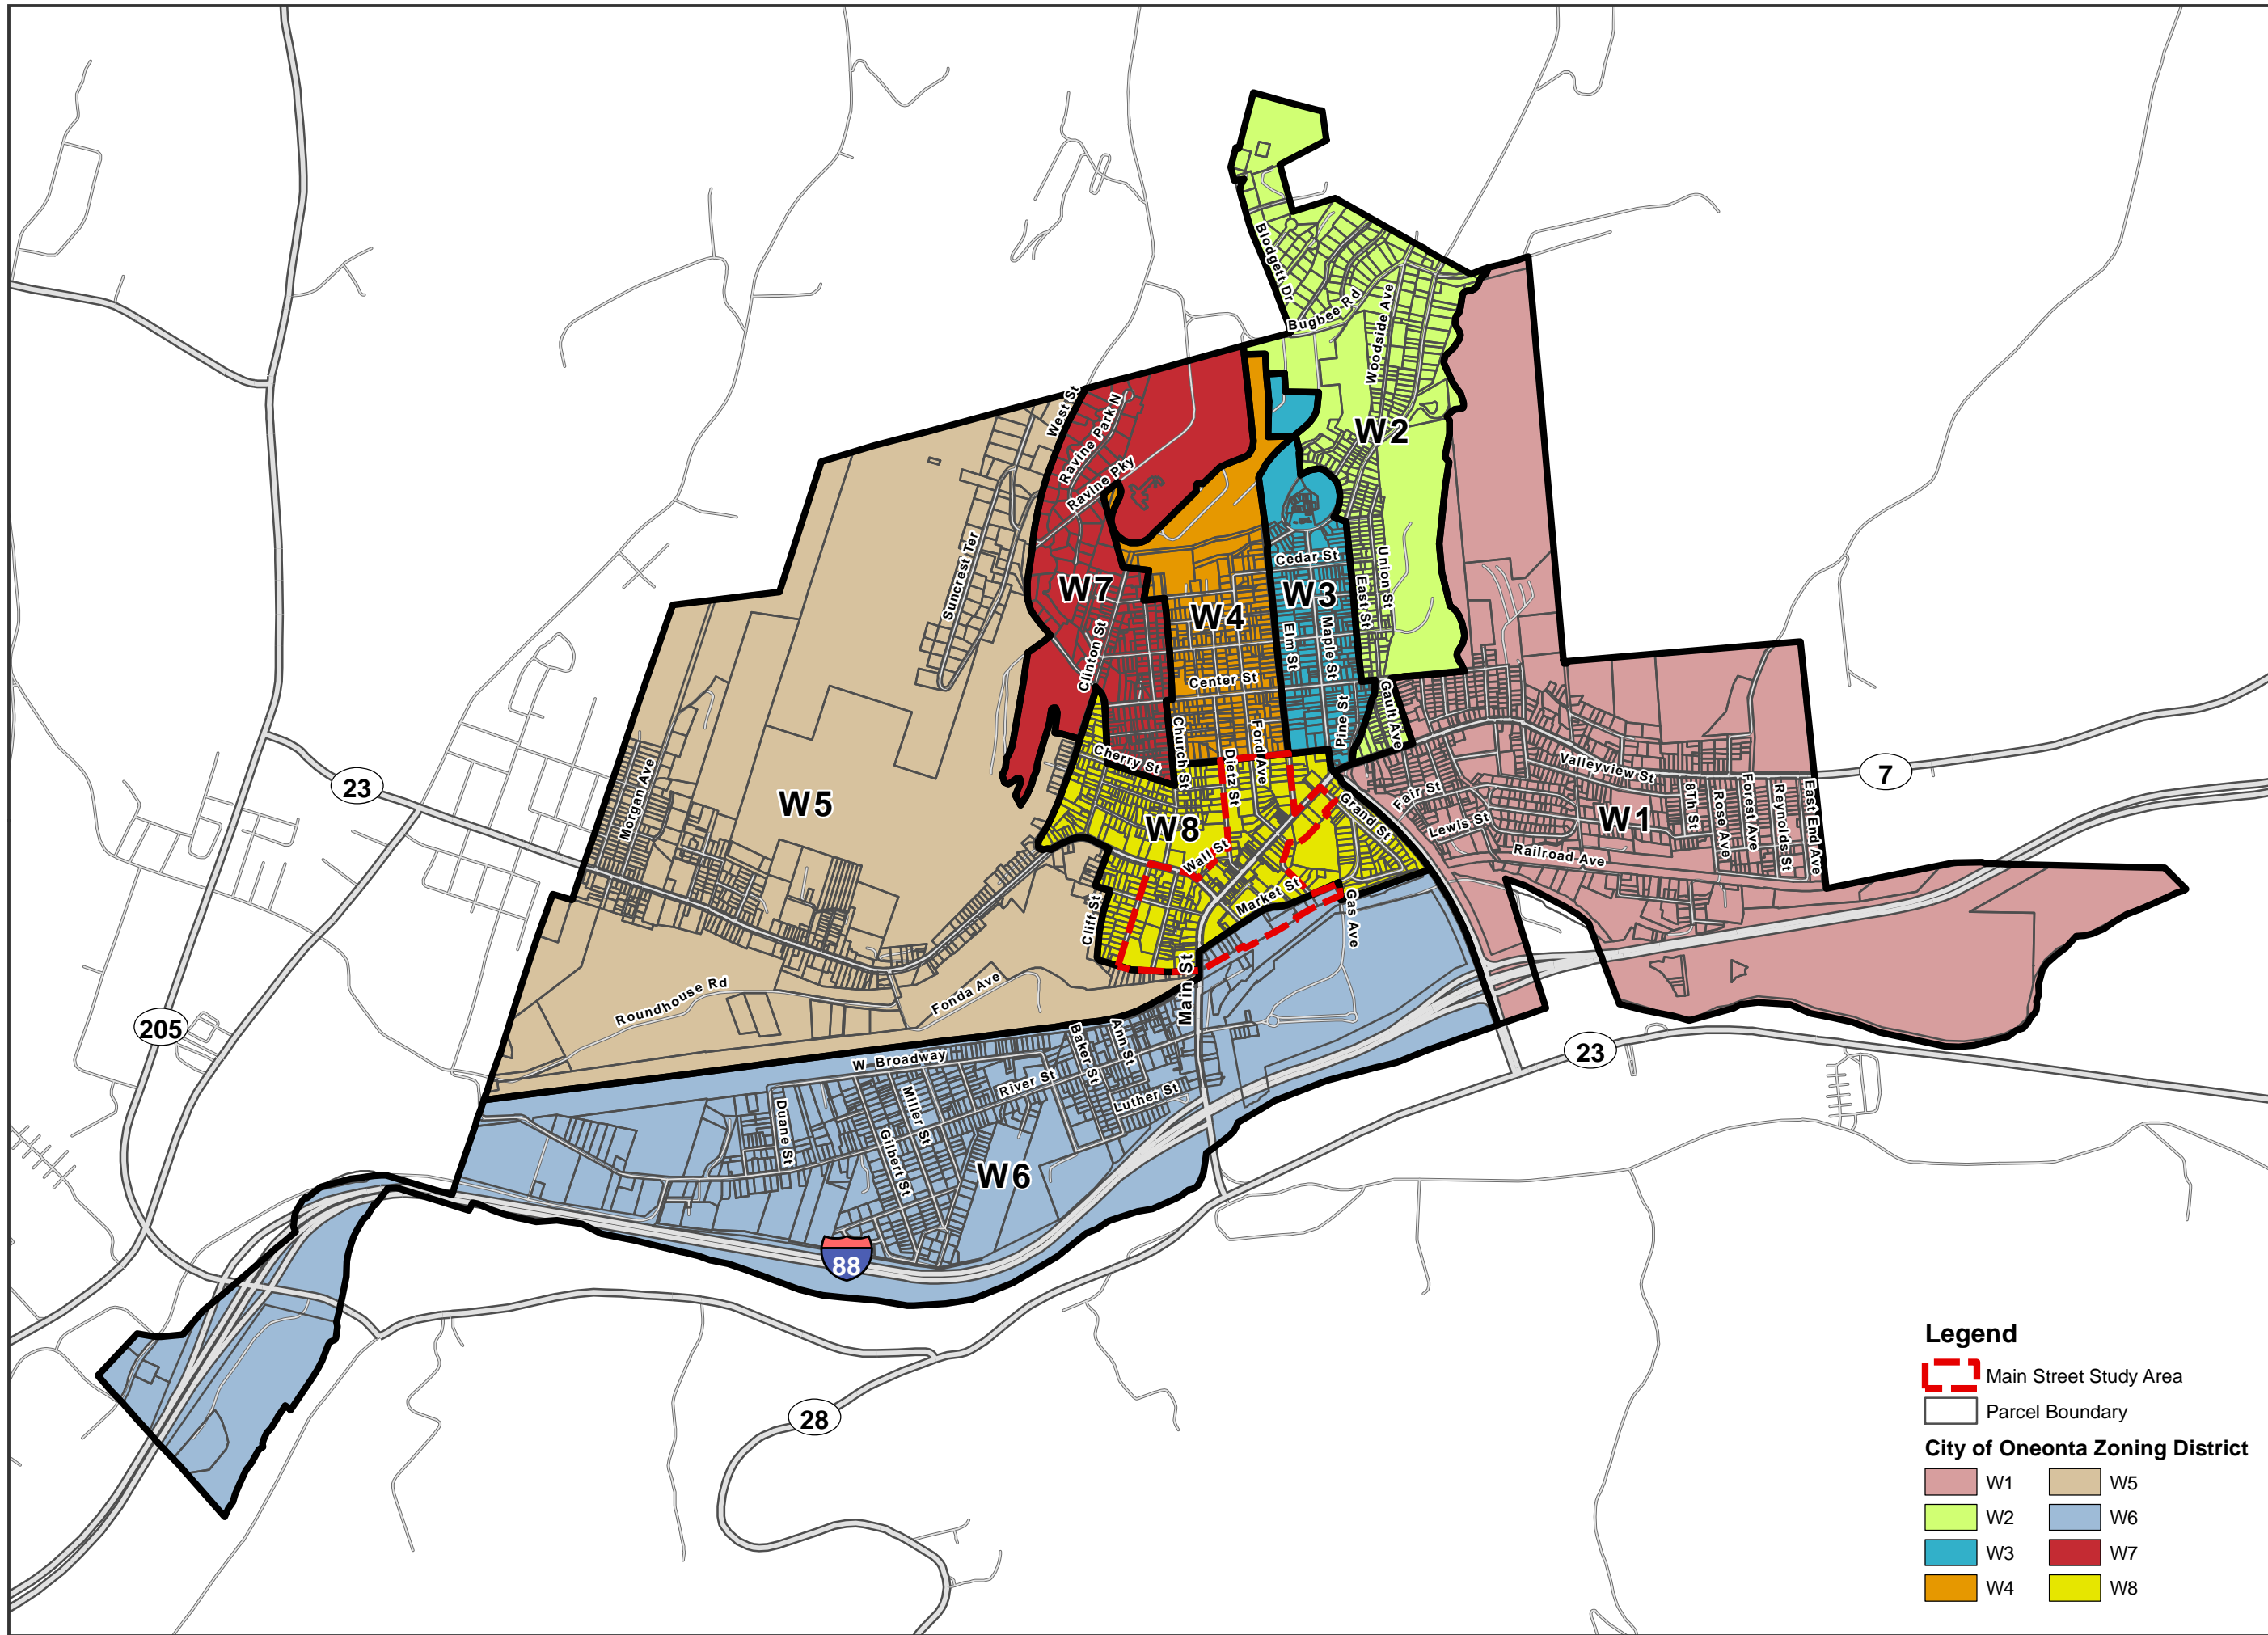 Blodgett Dr
Bugbee Rd
Woodside Ave
West St
Ravine Park N
Ravine Pky
W2
Suncrest Ter
Cedar St
Union St
East St
W7
W4
W3
Elm St
Maple St
Clinton St
Center St
Gault Ave
Pine St
Church St
Ford Ave
Dietz St
Cherry St
Valleyview St
7
23
Morgan Ave
W5
W8
Grand St
Fair St
Lewis St
W1
8Th St
Rose Ave
Forest Ave
Reynolds St
East End Ave
Wall St
Railroad Ave
Market St
Cliff St
Gas Ave
Main St
Roundhouse Rd
Fonda Ave
205
23
W Broadway
Baker St
Ann St
River St
Luther St
Duane St
Miller St
Gilbert St
W6
88
28
Legend
Main Street Study Area
Parcel Boundary
City of Oneonta Zoning District
W1 W5
W2 W6
W3 W7
W4 W8